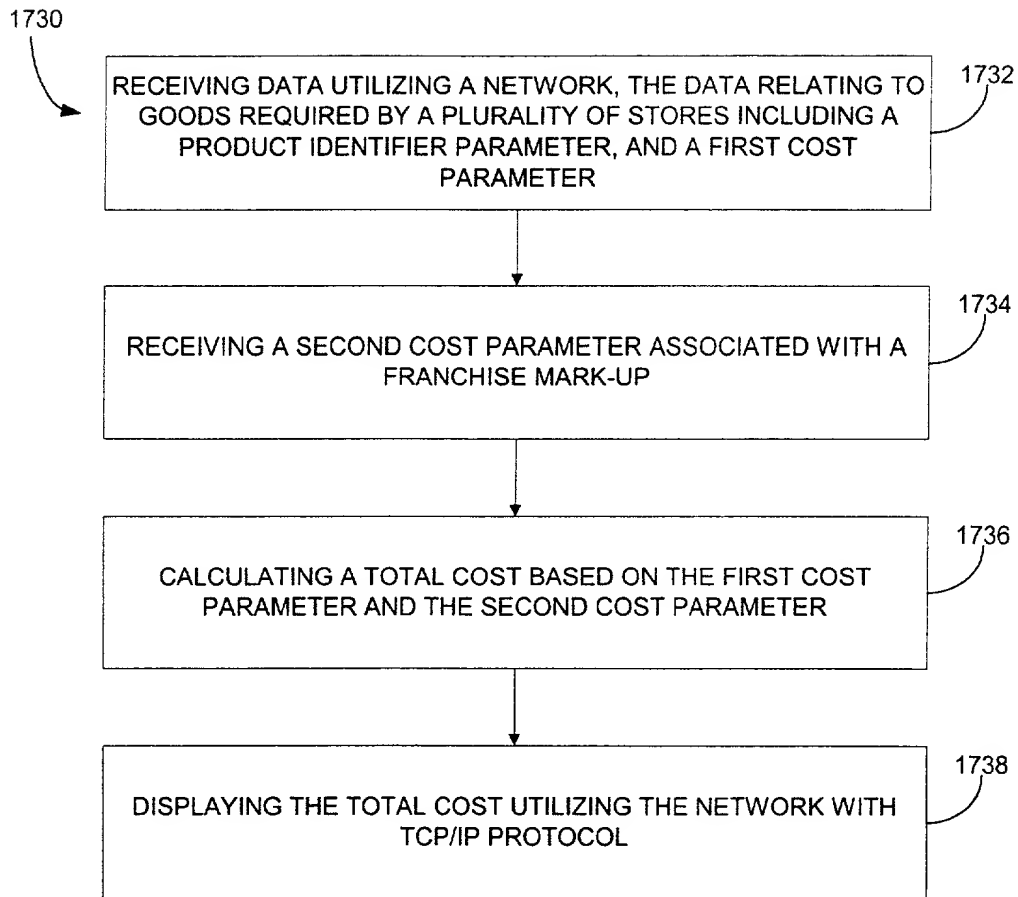 1730
RECEIVING DATA UTILIZING A NETWORK, THE DATA RELATING TO
GOODS REQUIRED BY A PLURALITY OF STORES INCLUDING A
PRODUCT IDENTIFIER PARAMETER, AND A FIRST COST
PARAMETER
1732
RECEIVING A SECOND COST PARAMETER ASSOCIATED WITH A
FRANCHISE MARK-UP
1734
CALCULATING A TOTAL COST BASED ON THE FIRST COST
PARAMETER AND THE SECOND COST PARAMETER
1736
DISPLAYING THE TOTAL COST UTILIZING THE NETWORK WITH
TCP/IP PROTOCOL
1738